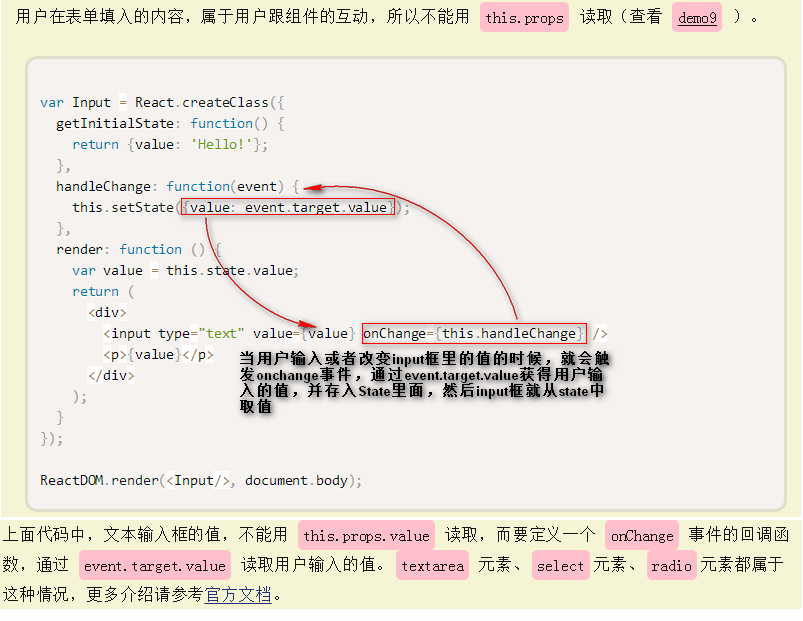 用户在表单填入的内容，属于用户跟组件的互动，所以不能用 this.props 读取（查看 demo9 ）。
var Input = React.createClass({
  getInitialState: function() {
    return {value: 'Hello!'};
  },
  handleChange: function(event) {
    this.setState({value: event.target.value});
  },
  render: function () {
    var value = this.state.value;
    return (
      <div>
        <input type="text" value={value} onChange={this.handleChange} />
        <p>{value}</p>
当用户输入或者改变input框里的值的时候，就会触
      </div>
发onchange事件，通过event.target.value获得用户输
入的值，并存入State里面，然后input框就从state中
    );
取值
  }
});
ReactDOM.render(<Input/>, document.body);
上面代码中，文本输入框的值，不能用 this.props.value 读取，而要定义一个 onChange 事件的回调函
数，通过 event.target.value 读取用户输入的值。 textarea 元素、 select 元素、 radio 元素都属于
这种情况，更多介绍请参考官方文档。